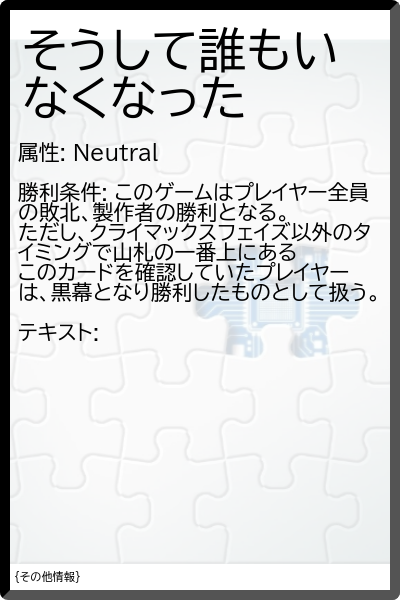 そうして誰もい
なくなった
属性: Neutral
勝利条件: このゲームはプレイヤー全員
の敗北、製作者の勝利となる。
ただし、クライマックスフェイズ以外のタ
イミングで山札の一番上にある
このカードを確認していたプレイヤー
は、黒幕となり勝利したものとして扱う。
テキスト:
{その他情報}